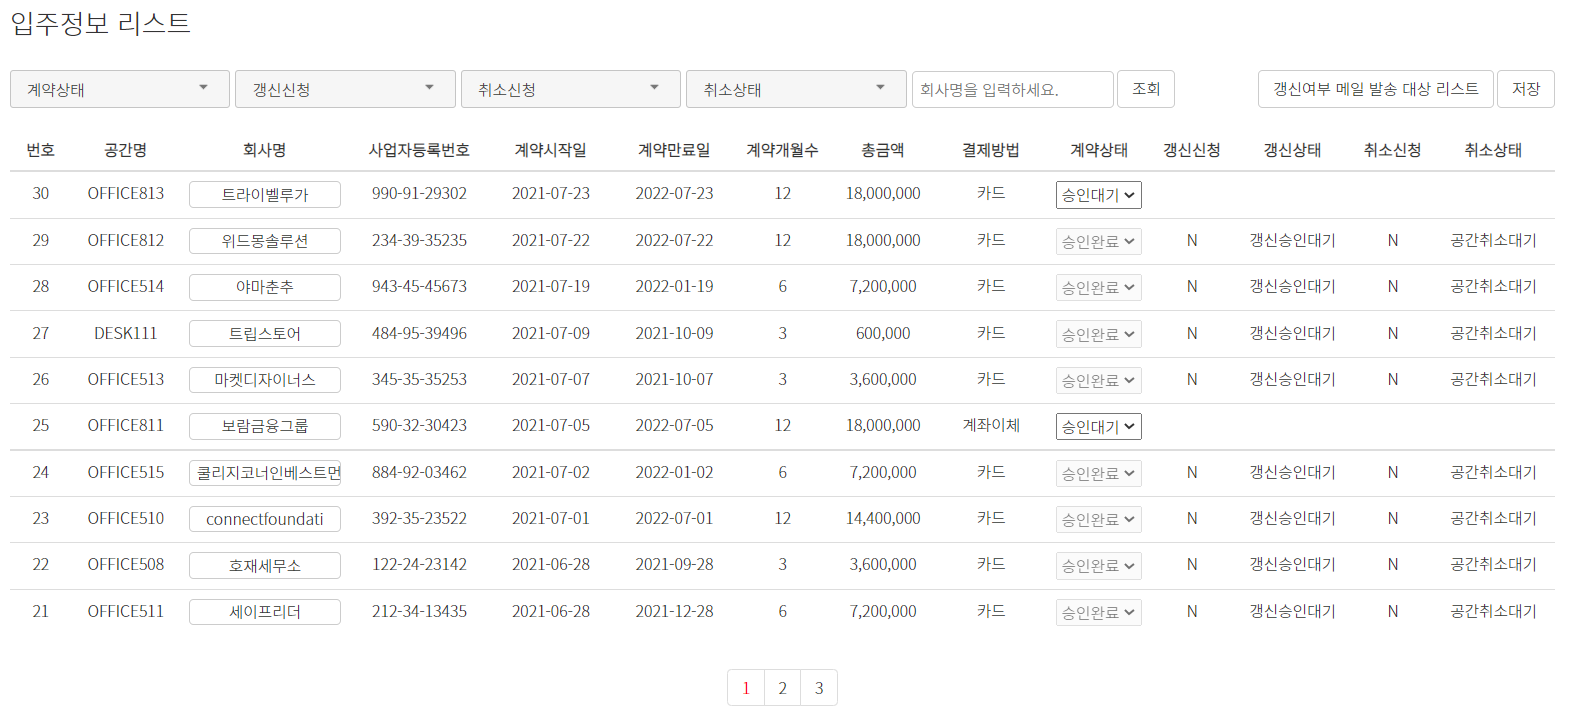 입주정보 리스트
계약상태 갱신신청 취소신청 취소상태 회사명을 입력하세요. 조회 갱신여부 메일 발송 대상 리스트 저장
번호 공간명 회사명 사업자등록번호 계약시작일 계약만료일 계약개월수 총금액 결제방법 계약상태 갱신신청 갱신상태 취소신청 취소상태
30 OFFICE813 트라이벨루가 990-91-29302 2021-07-23 2022-07-23 12 18,000,000 카드 승인대기
29 OFFICE812 위드몽솔루션 234-39-35235 2021-07-22 2022-07-22 12 18,000,000 카드 승인완료 N 갱신승인대기 N 공간취소대기
28 OFFICE514 야마춘추 943-45-45673 2021-07-19 2022-01-19 6 7,200,000 카드 승인완료 N 갱신승인대기 N 공간취소대기
27 DESK111 트립스토어 484-95-39496 2021-07-09 2021-10-09 3 600,000 카드 승인완료 N 갱신승인대기 N 공간취소대기
26 OFFICE513 마켓디자이너스 345-35-35253 2021-07-07 2021-10-07 3 3,600,000 카드 승인완료 N 갱신승인대기 N 공간취소대기
25 OFFICE811 보람금융그룹 590-32-30423 2021-07-05 2022-07-05 12 18,000,000 계좌이체 승인대기
24 OFFICE515 쿨리지코너인베스트먼 884-92-03462 2021-07-02 2022-01-02 6 7,200,000 카드 승인완료 N 갱신승인대기 N 공간취소대기
23 OFFICE510 connectfoundati 392-35-23522 2021-07-01 2022-07-01 12 14,400,000 카드 승인완료 N 갱신승인대기 N 공간취소대기
22 OFFICE508 호재세무소 122-24-23142 2021-06-28 2021-09-28 3 3,600,000 카드 승인완료 N 갱신승인대기 N 공간취소대기
21 OFFICE511 세이프리더 212-34-13435 2021-06-28 2021-12-28 6 7,200,000 카드 승인완료 N 갱신승인대기 N 공간취소대기
1 2 3